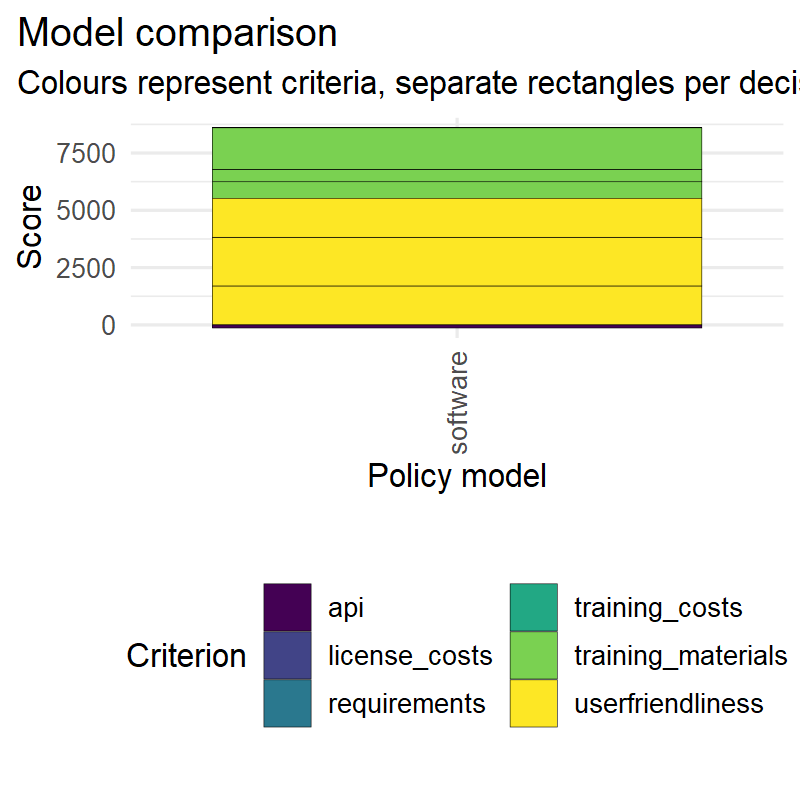 Model comparison
Colours represent criteria, separate rectangles per
7500
5000
2500
0
Score
software
Policy model
Criterion
api
license_costs
requirements
training_costs
training_materials
userfriendliness